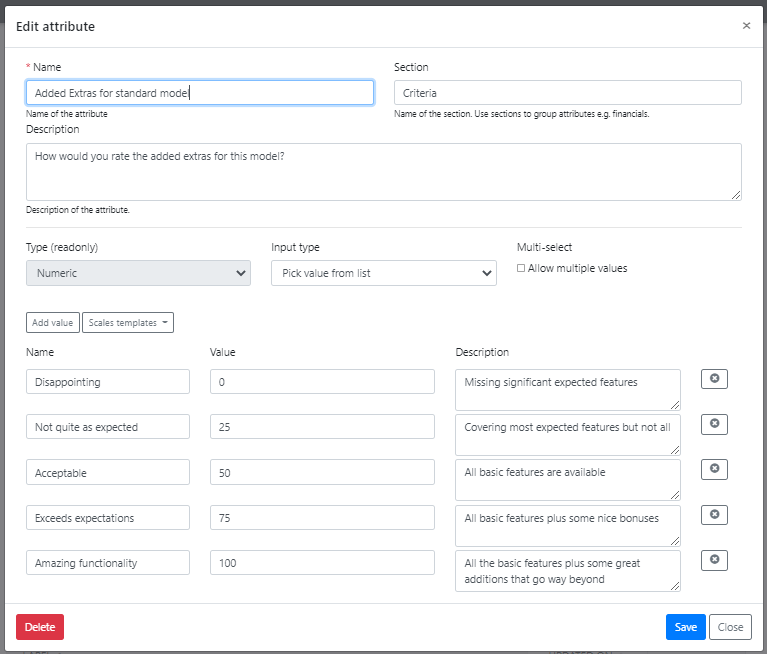 Edit attribute
×
* Name
Section
Added Extras for standard model
Criteria
Name of the attribute
Name of the section. Use sections to group attributes e.g. financials.
Description
How would you rate the added extras for this model?
Description of the attribute.
Type (readonly)
Input type
Multi-select
Numeric
Pick value from list
Allow multiple values
Add value
Scales templates
Name
Value
Description
Disappointing
0
Missing significant expected features
Not quite as expected
25
Covering most expected features but not all
Acceptable
50
All basic features are available
Exceeds expectations
75
All basic features plus some nice bonuses
Amazing functionality
100
All the basic features plus some great
additions that go way beyond
Delete
Save
Close